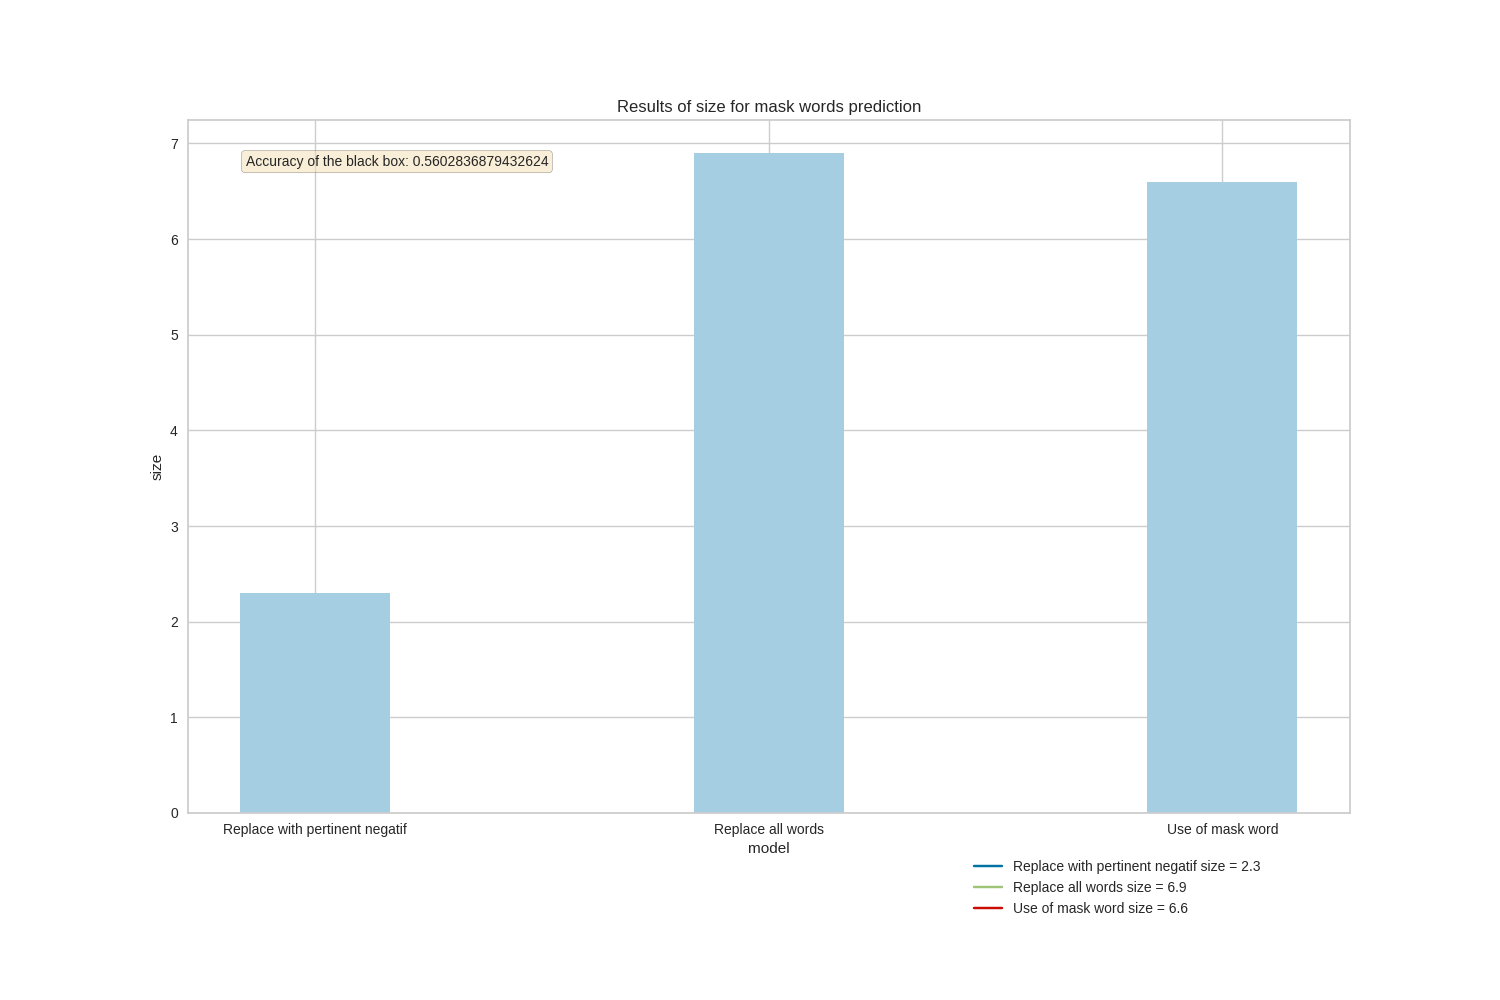 Results of size for mask words prediction
Accuracy of the black box: 0.5602836879432624
7
6
5
4
3
2
1
0
size
Replace with pertinent negatif
Replace all words
Use of mask word
model
Replace with pertinent negatif size = 2.3
Replace all words size = 6.9
Use of mask word size = 6.6